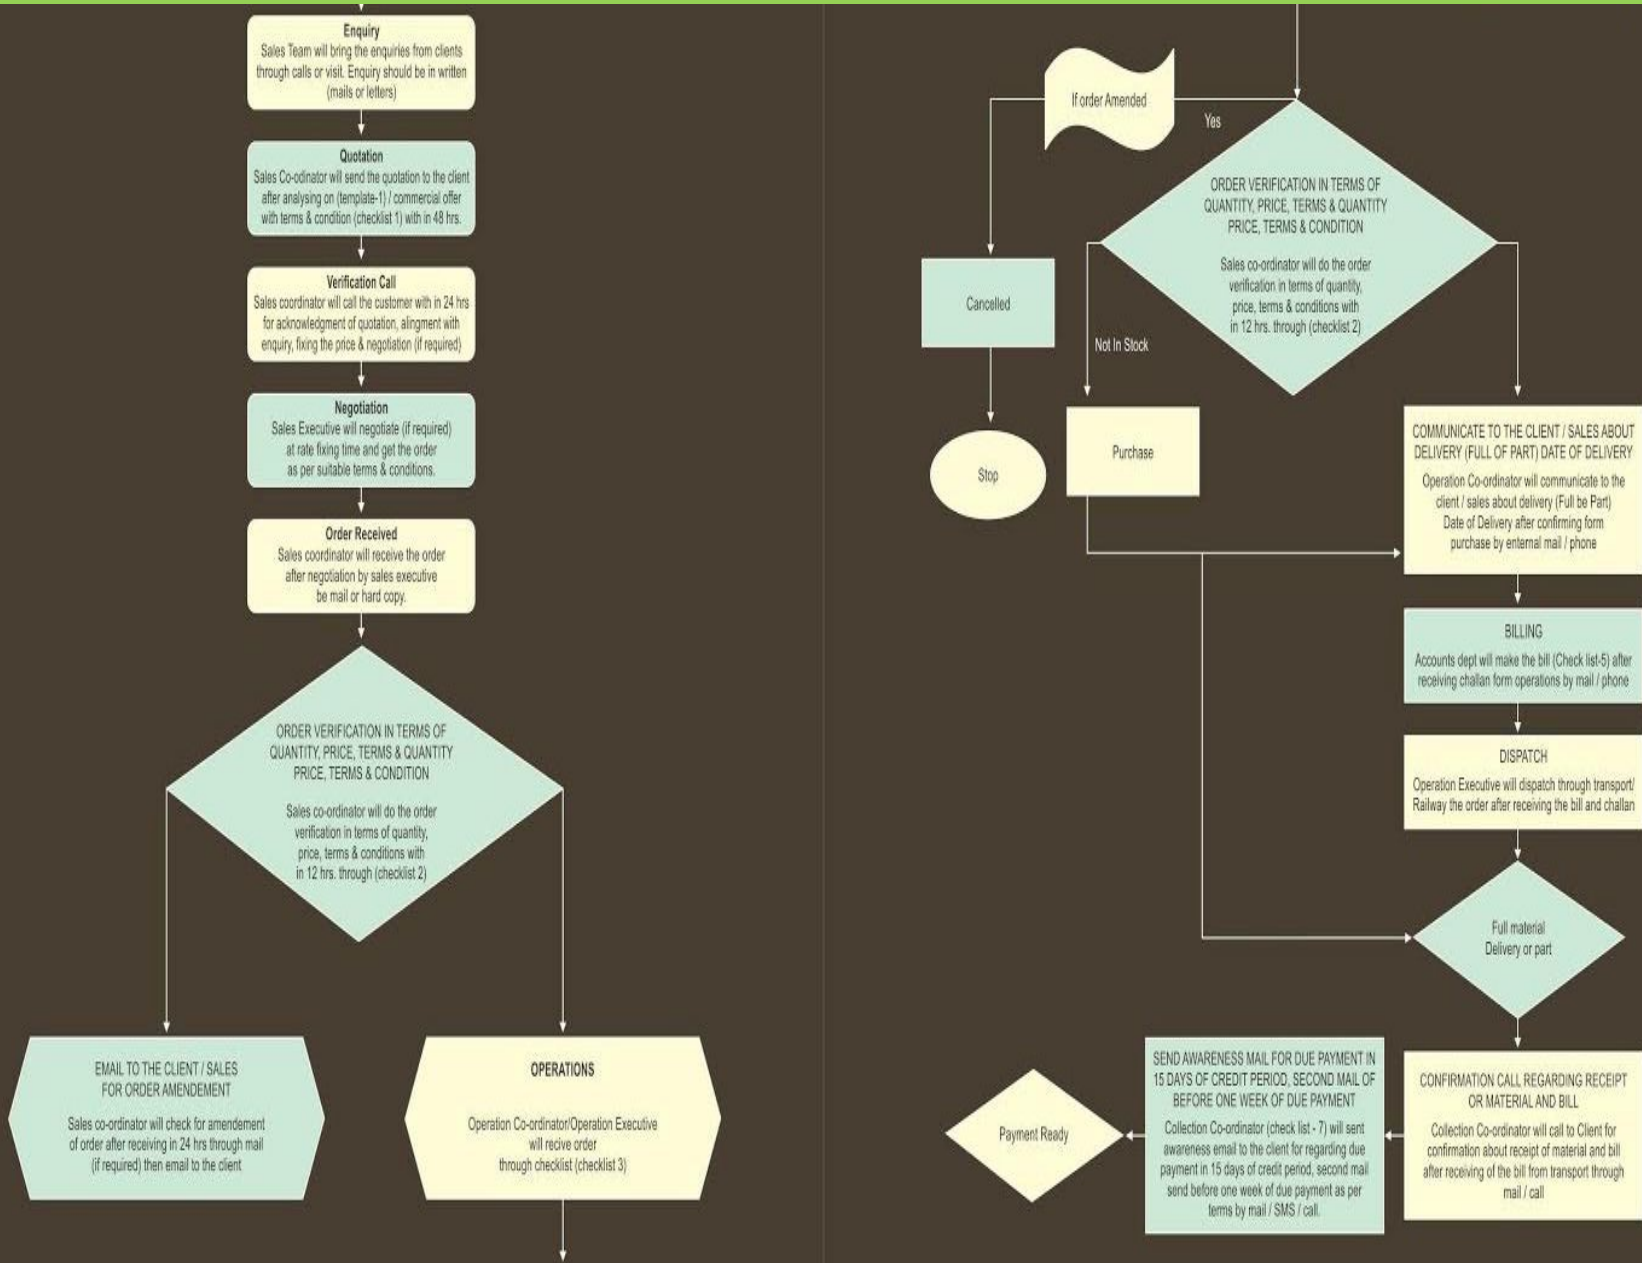 Enquiry
Sales Team will bring the enquiries from clients
through calls or visit. Enquiry should be in written
(mails or letters)
Quotation
Sales Co-odinator will send the quotation to the client
after analysing on (template-1) / commercial offer
with terms & condition (checklist 1) with in 48 hrs.
Verification Call
Sales coordinator will call the customer with in 24 hrs
for acknowledgment of quotation, alingment with
enquiry, fixing the price & negotiation (if required)
Negotiation
Sales Executive will negotiate (if required)
at rate fixing time and get the order
as per suitable terms & conditions.
Order Received
Sales coordinator will receive the order
after negotiation by sales executive
be mail or hard copy.
ORDER VERIFICATION IN TERMS OF
QUANTITY, PRICE, TERMS & QUANTITY
PRICE, TERMS & CONDITION
Sales co-ordinator will do the order
verification in terms of quantity,
price, terms & conditions with
in 12 hrs. through (checklist 2)
EMAIL TO THE CLIENT / SALES
FOR ORDER AMENDEMENT
Sales co-ordinator will check for amendement
of order after receiving in 24 hrs through mail
(if required) then email to the client
OPERATIONS
Operation Co-ordinator/Operation Executive
will recive order
through checklist (checklist 3)
If order Amended
Yes
ORDER VERIFICATION IN TERMS OF
QUANTITY, PRICE, TERMS & QUANTITY
PRICE, TERMS & CONDITION
Sales co-ordinator will do the order
verification in terms of quantity,
price, terms & conditions with
in 12 hrs. through (checklist 2)
Cancelled
Not In Stock
Stop
Purchase
COMMUNICATE TO THE CLIENT / SALES ABOUT
DELIVERY (FULL OF PART) DATE OF DELIVERY
Operation Co-ordinator will communicate to the
client / sales about delivery (Full be Part)
Date of Delivery after confirming form
purchase by enternal mail / phone
BILLING
Accounts dept will make the bill (Check list-5) after
receiving challan form operations by mail / phone
DISPATCH
Operation Executive will dispatch through transport/
Railway the order after receiving the bill and challan
Full material
Delivery or part
CONFIRMATION CALL REGARDING RECEIPT
OR MATERIAL AND BILL
Collection Co-ordinator will call to Client for
confirmation about receipt of material and bill
after receiving of the bill from transport through
mail / call
SEND AWARENESS MAIL FOR DUE PAYMENT IN
15 DAYS OF CREDIT PERIOD, SECOND MAIL OF
BEFORE ONE WEEK OF DUE PAYMENT
Collection Co-ordinator (check list - 7) will sent
awareness email to the client for regarding due
payment in 15 days of credit period, second mail
send before one week of due payment as per
terms by mail / SMS / call.
Payment Ready